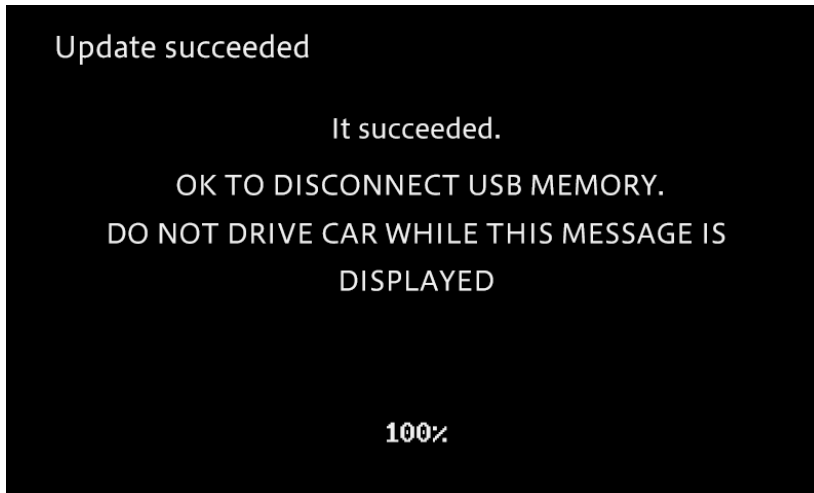 Update succeeded
It succeeded.
OK TO DISCONNECT USB MEMORY.
DO NOT DRIVE CAR WHILE THIS MESSAGE IS
DISPLAYED
100%